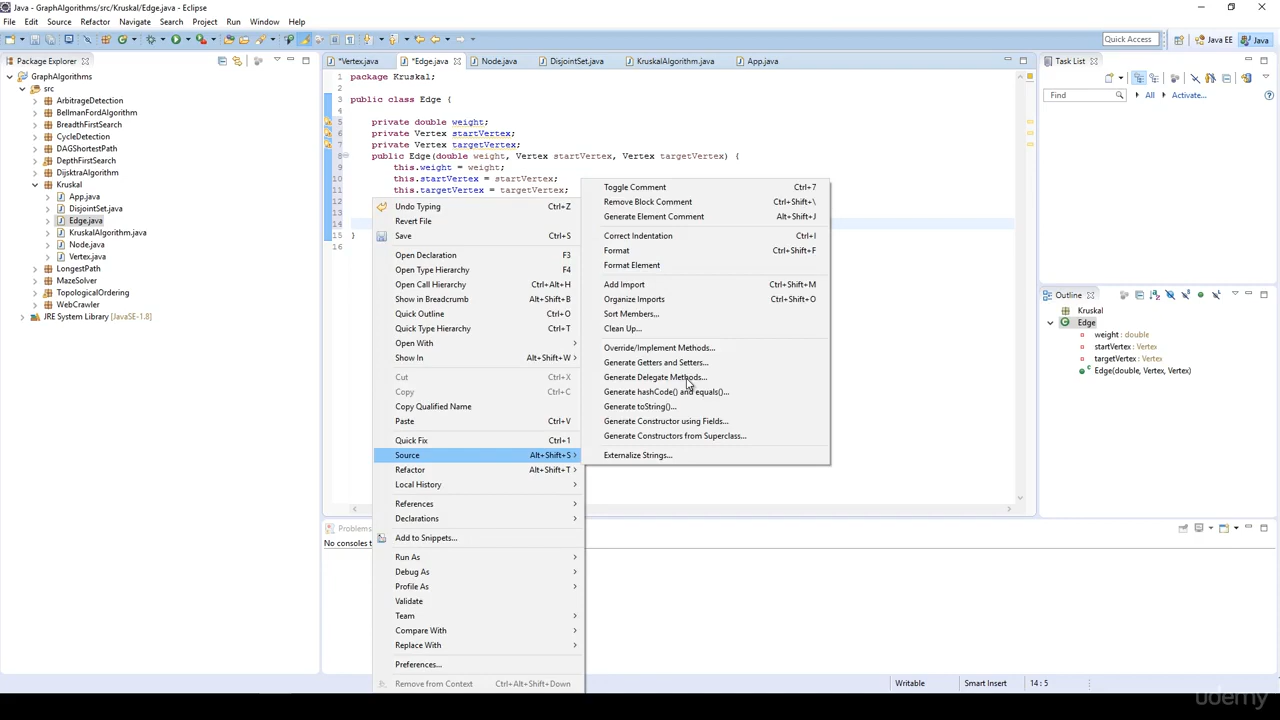 Java - GraphAlgorithms/src/Kruskal/Edge.java - Eclipse
File Edit Source Refactor Navigate Search Project Run Window Help
Quick Access Java EE Java
Package Explorer
GraphAlgorithms
src
ArbitrageDetection
BellmanFordAlgorithm
BreadthFirstSearch
CycleDetection
DAGShortestPath
DepthFirstSearch
DijsktraAlgorithm
Kruskal
App.java
DisjointSet.java
Edge.java
KruskalAlgorithm.java
Node.java
Vertex.java
LongestPath
MazeSolver
TopologicalOrdering
WebCrawler
JRE System Library [JavaSE-1.8]
*Vertex.java *Edge.java Node.java DisjointSet.java KruskalAlgorithm.java App.java
1 package Kruskal;
2
3 public class Edge {
5 private double weight;
6 private Vertex startVertex;
7 private Vertex targetVertex;
8 public Edge(double weight, Vertex startVertex, Vertex targetVertex) {
9 this.weight = weight;
10 this.startVertex = startVertex;
11 this.targetVertex = targetVertex;
14
15 }
16
Undo Typing Ctrl+Z
Revert File
Save Ctrl+S
Open Declaration F3
Open Type Hierarchy F4
Open Call Hierarchy Ctrl+Alt+H
Show in Breadcrumb Alt+Shift+B
Quick Outline Ctrl+O
Quick Type Hierarchy Ctrl+T
Open With
Show In Alt+Shift+W
Cut Ctrl+X
Copy Ctrl+C
Copy Qualified Name
Paste Ctrl+V
Quick Fix Ctrl+1
Source Alt+Shift+S
Refactor Alt+Shift+T
Local History
References
Declarations
Add to Snippets...
Run As
Debug As
Profile As
Validate
Team
Compare With
Replace With
Preferences...
Remove from Context Ctrl+Alt+Shift+Down
Toggle Comment Ctrl+7
Remove Block Comment Ctrl+Shift+\
Generate Element Comment Alt+Shift+J
Correct Indentation Ctrl+I
Format Ctrl+Shift+F
Format Element
Add Import Ctrl+Shift+M
Organize Imports Ctrl+Shift+O
Sort Members...
Clean Up...
Override/Implement Methods...
Generate Getters and Setters...
Generate Delegate Methods...
Generate hashCode() and equals()...
Generate toString()...
Generate Constructor using Fields...
Generate Constructors from Superclass...
Externalize Strings...
Problems
No consoles t
Task List
Find All Activate...
Outline
Kruskal
Edge
weight : double
startVertex : Vertex
targetVertex : Vertex
Edge(double, Vertex, Vertex)
Writable Smart Insert 14 : 5
udemy